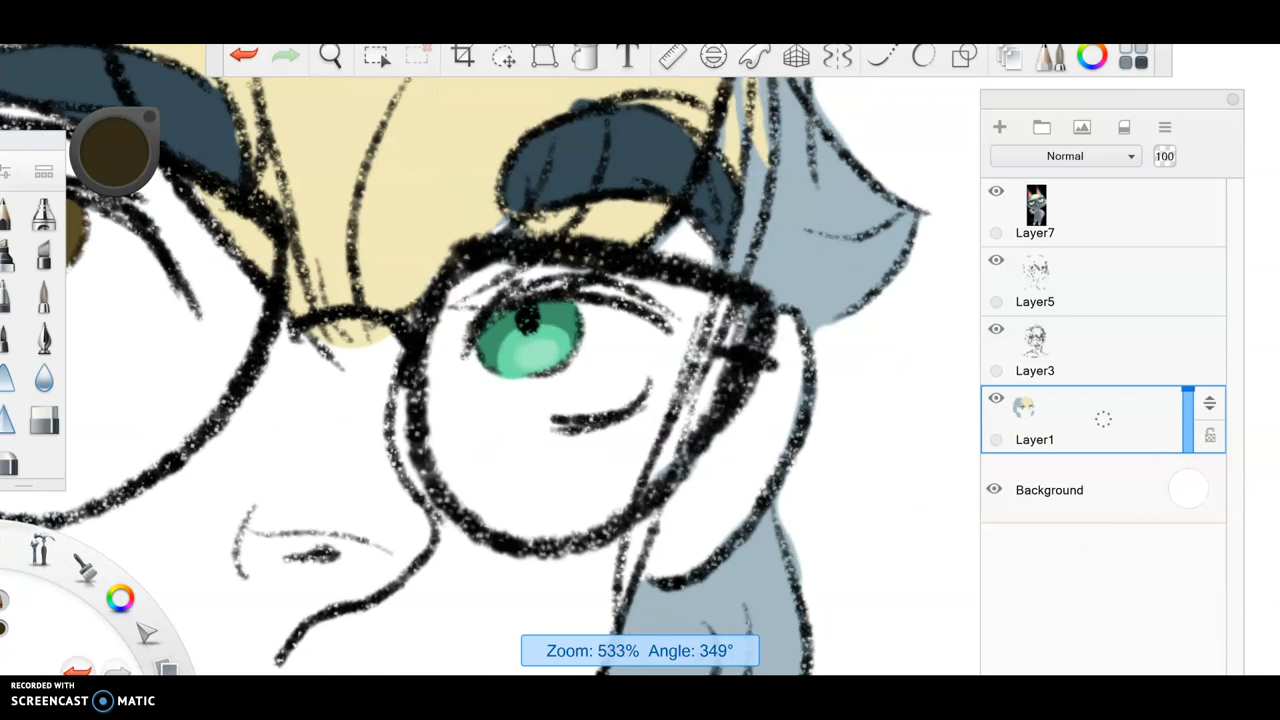 Normal
100
Layer7
Layer5
Layer3
Layer1
Background
Zoom: 533% Angle: 349°
RECORDED WITH
SCREENCAST MATIC